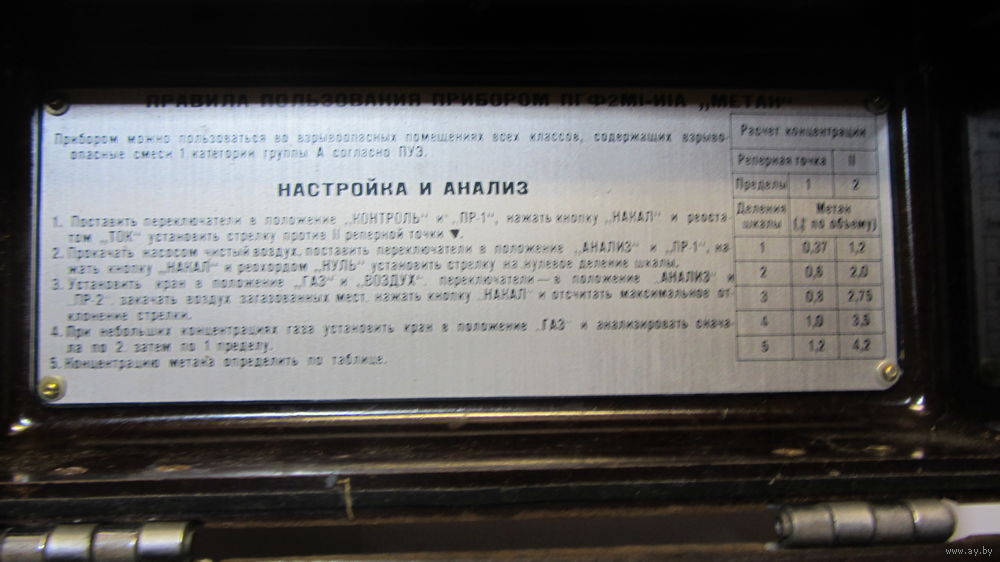 ПРАВИЛА ПОЛЬЗОВАНИЯ ПРИБОРОМ ПГФ2М1-И1А „МЕТАН“
Прибором можно пользоваться во взрывоопасных помещениях всех классов, содержащих взрыво-
опасные смеси 1 категории группы А согласно ПУЭ.
НАСТРОЙКА И АНАЛИЗ
1. Поставить переключатели в положение „КОНТРОЛЬ“ и „ПР-1“, нажать кнопку „НАКАЛ“ и реоста-
том „ТОК“ установить стрелку против II реперной точки ▼.
2. Прокачать насосом чистый воздух, поставить переключатели в положение „АНАЛИЗ“ и „ПР-1“, на-
жать кнопку „НАКАЛ“ и реохордом „НУЛЬ“ установить стрелку на нулевое деление шкалы.
3. Установить кран в положение „ГАЗ“ и „ВОЗДУХ“. переключатели — в положение „АНАЛИЗ“ и
„ПР-2“. закачать воздух загазованных мест, нажать кнопку „НАКАЛ“ и отсчитать максимальное от-
клонение стрелки.
4. При небольших концентрациях газа установить кран в положение „ГАЗ“ и анализировать снача-
ла по 2. затем по 1 пределу.
5. Концентрацию метана определить по таблице.
Расчет концентрации
Реперная точка II
Пределы 1 2
Деления Метан
шкалы (% по объему)
1 0,37 1,2
2 0,6 2,0
3 0,8 2,75
4 1,0 3,5
5 1,2 4,2
www.ay.by